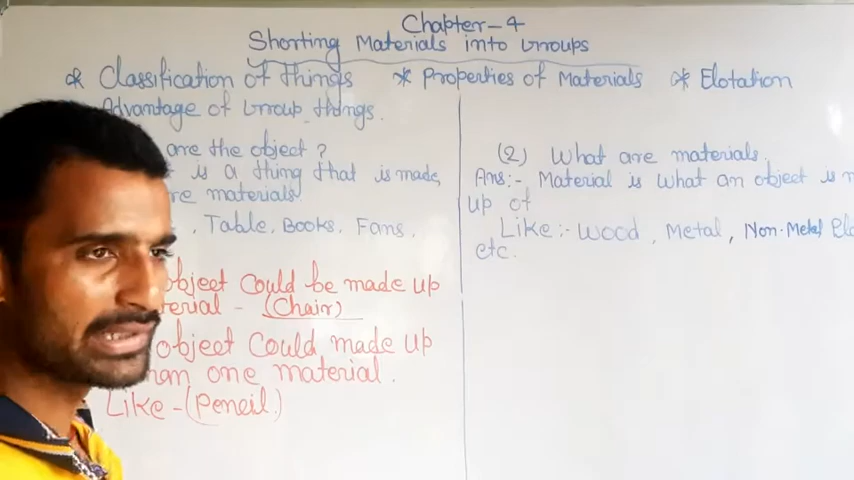 Chapter-4
Shorting Materials into Groups
* Classification of Things * Properties of Materials * Elotation
Advantage of Group things.
are the object?
is a thing that is made,
materials.
Table. Books. Fans.
object could be made up
- (Chair)
object Could made up
one material.
Like-(Pencil)
(2) What are materials.
Ans:- Material is what an object is
up of
Like:- Wood, Metal, Non-Metal
etc.